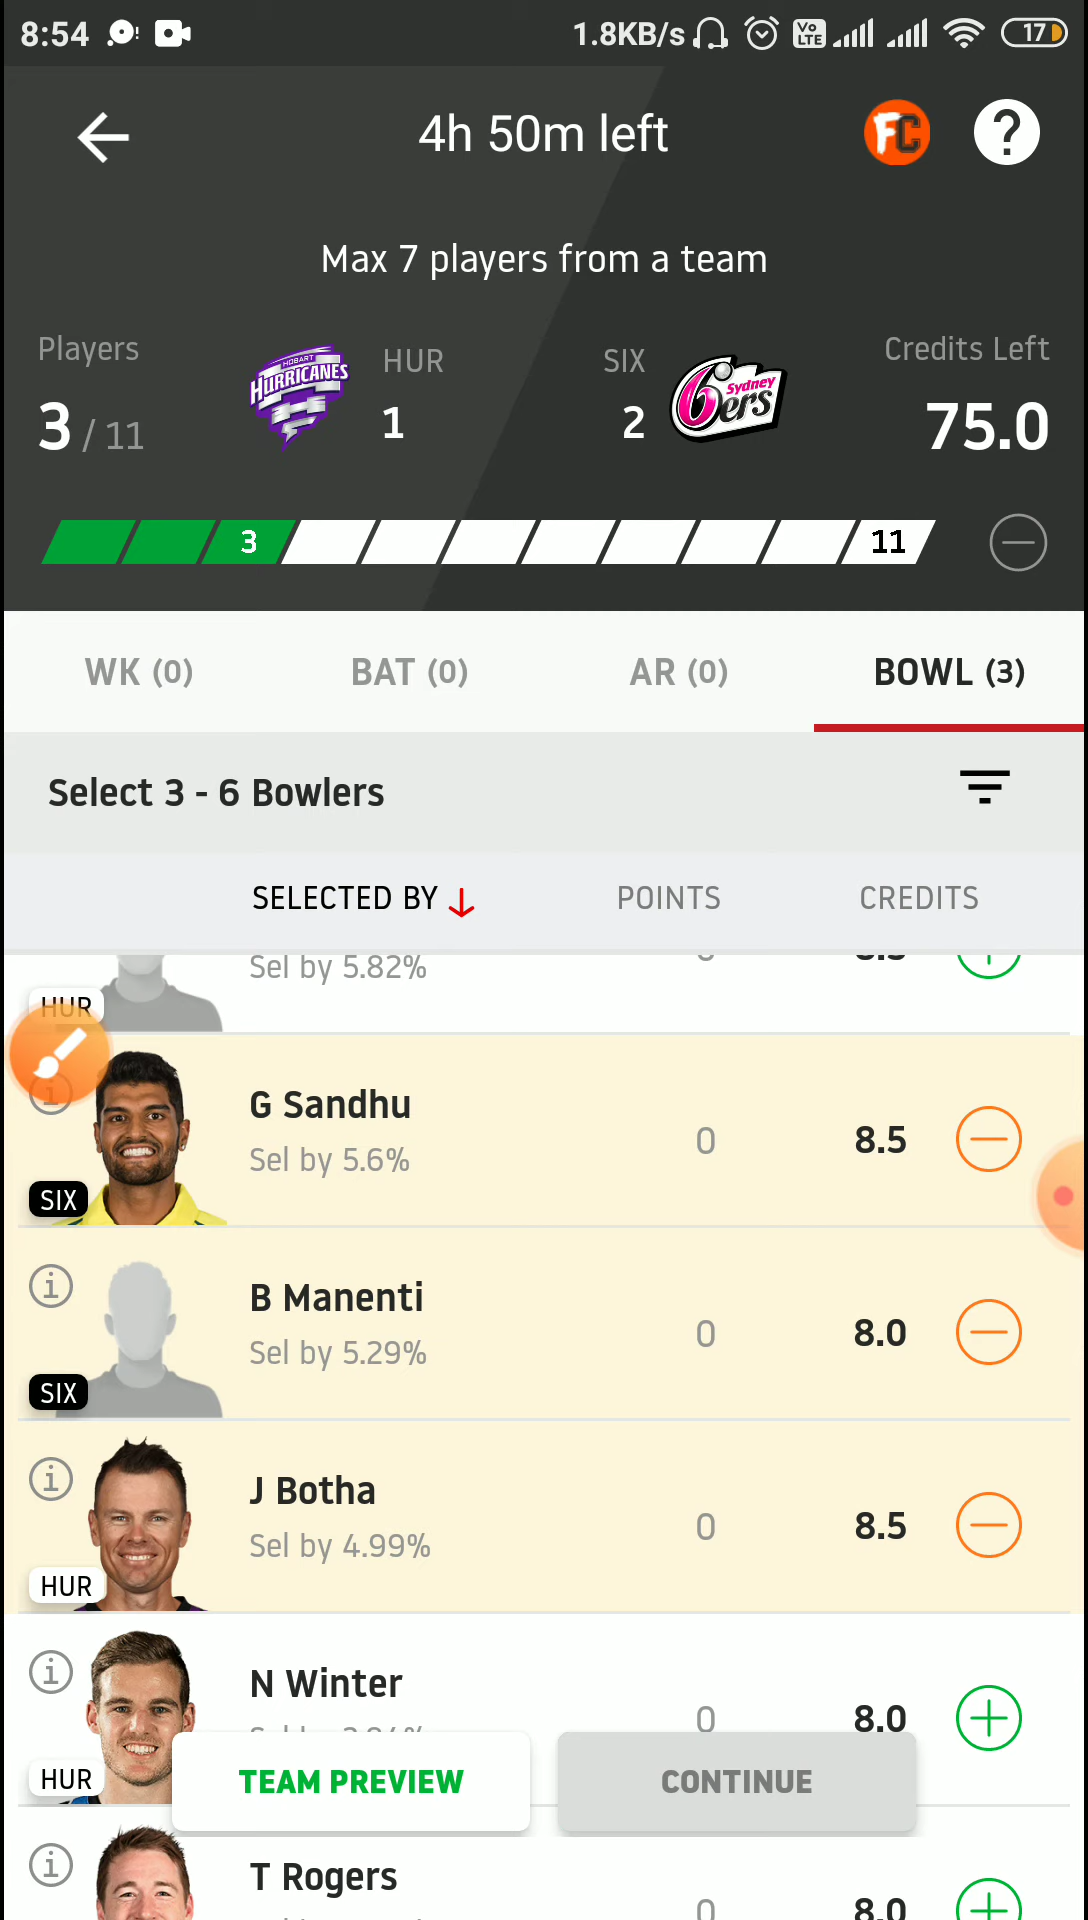 8:54 1.8KB/s Vo LTE 17
4h 50m left FC ?
Max 7 players from a team
Players HUR SIX Credits Left
HOBART HURRICANES
Sydney 6ers
3 / 11 1 2 75.0
3 11
WK (0) BAT (0) AR (0) BOWL (3)
Select 3 - 6 Bowlers
SELECTED BY POINTS CREDITS
Sel by 5.82%
HUR
G Sandhu
Sel by 5.6% 0 8.5
SIX
B Manenti
Sel by 5.29% 0 8.0
SIX
J Botha
Sel by 4.99% 0 8.5
HUR
N Winter
0 8.0
HUR
TEAM PREVIEW CONTINUE
T Rogers
0 8.0